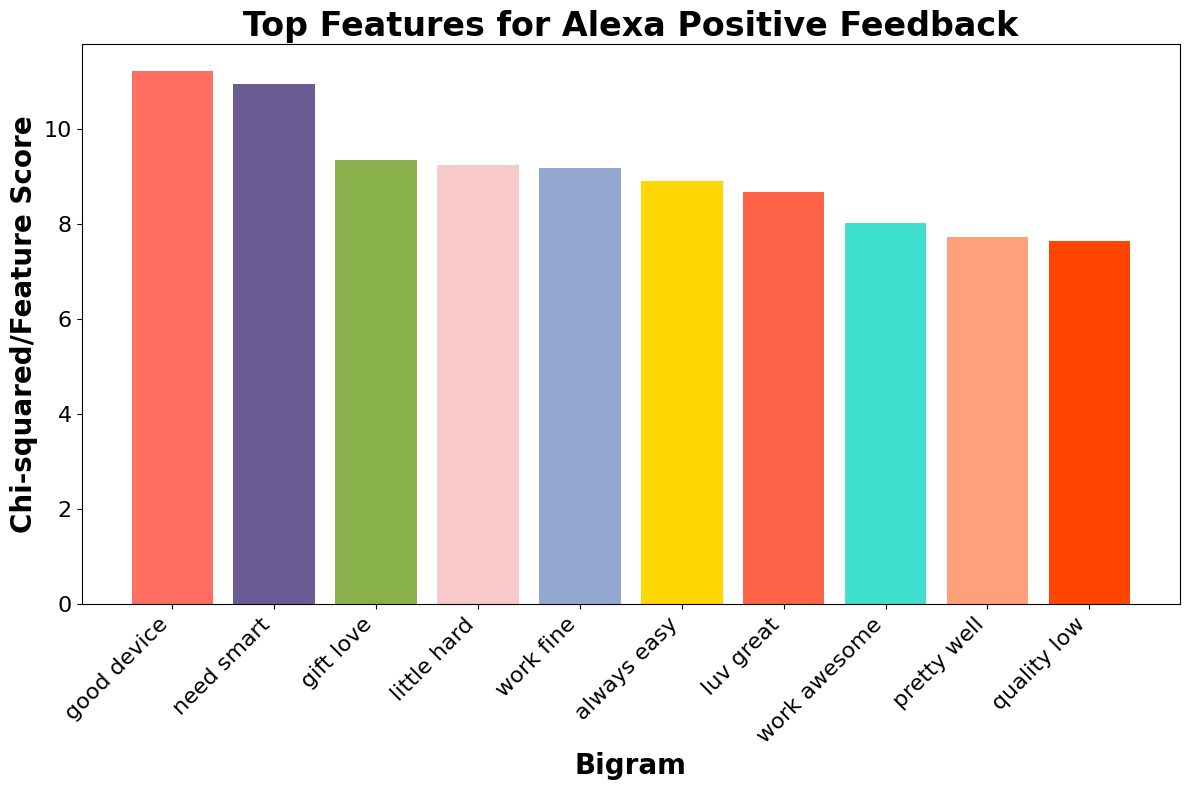 Top Features for Alexa Positive Feedback
Chi-squared/Feature Score
10
8
6
4
2
0
good device
need smart
gift love
little hard
work fine
always easy
luv great
work awesome
pretty well
quality low
Bigram